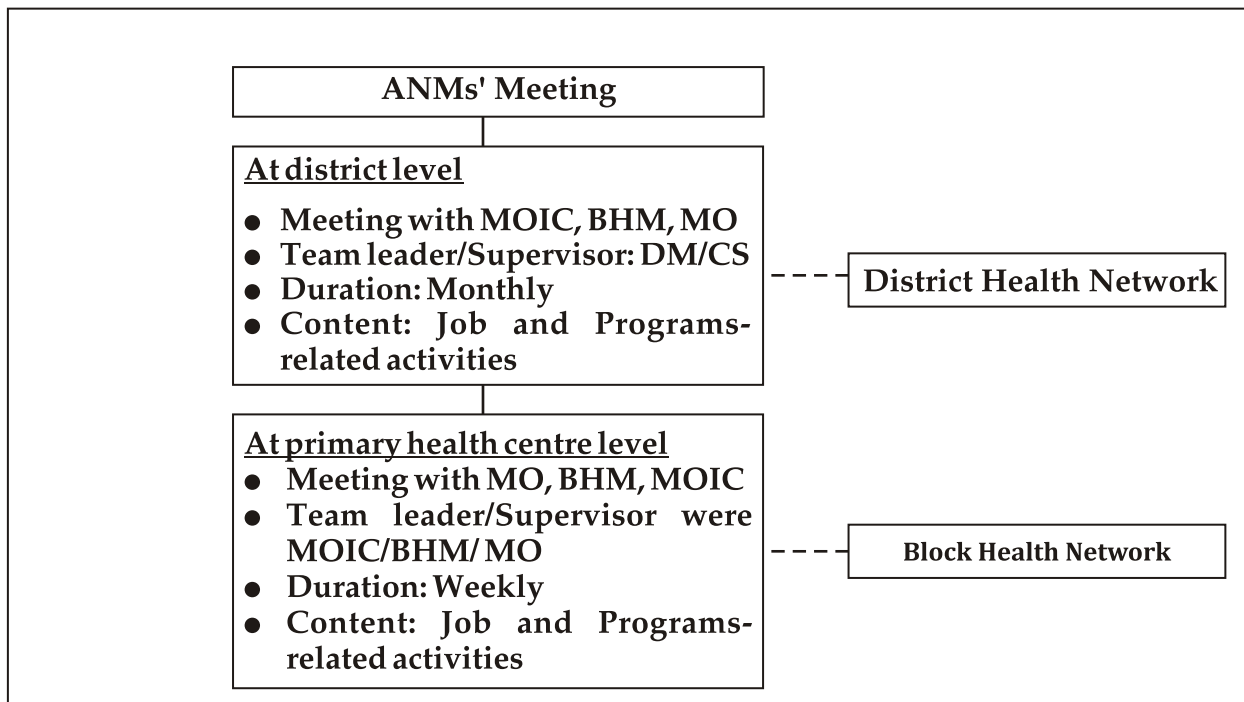 ANMs' Meeting
At district level
● Meeting with MOIC, BHM, MO
● Team leader/Supervisor: DM/CS
● Duration: Monthly
● Content: Job and Programs-
related activities
District Health Network
At primary health centre level
● Meeting with MO, BHM, MOIC
● Team leader/Supervisor were
MOIC/BHM/ MO
● Duration: Weekly
● Content: Job and Programs-
related activities
Block Health Network